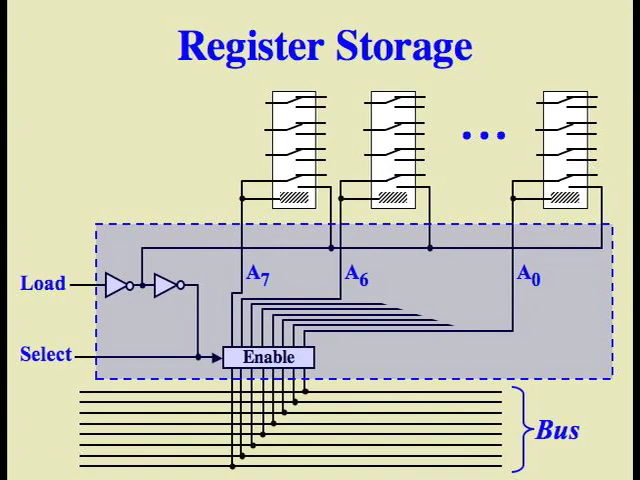 Register Storage
• • •
Load
A7
A6
A0
Select
Enable
Bus